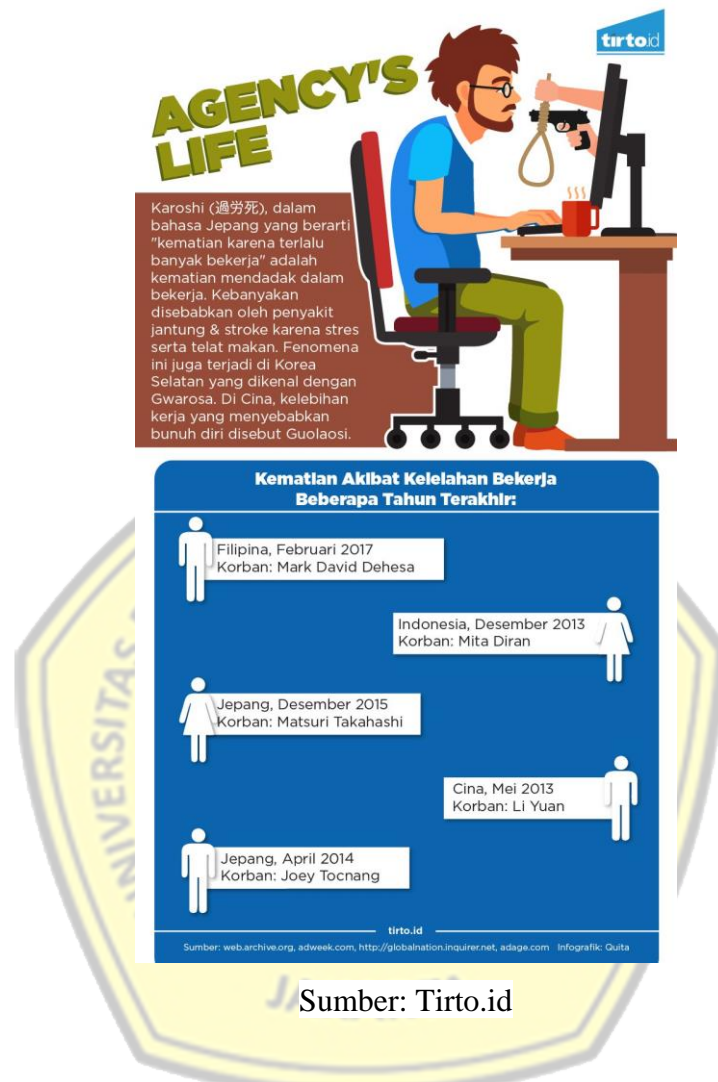 tirto.id
AGENCY'S
LIFE
Karoshi (過労死), dalam
bahasa Jepang yang berarti
"kematian karena terlalu
banyak bekerja" adalah
kematian mendadak dalam
bekerja. Kebanyakan
disebabkan oleh penyakit
jantung & stroke karena stres
serta telat makan. Fenomena
ini juga terjadi di Korea
Selatan yang dikenal dengan
Gwarosa. Di Cina, kelebihan
kerja yang menyebabkan
bunuh diri disebut Guolaosi.
Kematian Akibat Kelelahan Bekerja
Beberapa Tahun Terakhir:
Filipina, Februari 2017
Korban: Mark David Dehesa
Indonesia, Desember 2013
Korban: Mita Diran
Jepang, Desember 2015
Korban: Matsuri Takahashi
Cina, Mei 2013
Korban: Li Yuan
Jepang, April 2014
Korban: Joey Tocnang
tirto.id
Sumber: web.archive.org, adweek.com, http://globalnation.inquirer.net, adage.com Infografik: Quita
Sumber: Tirto.id